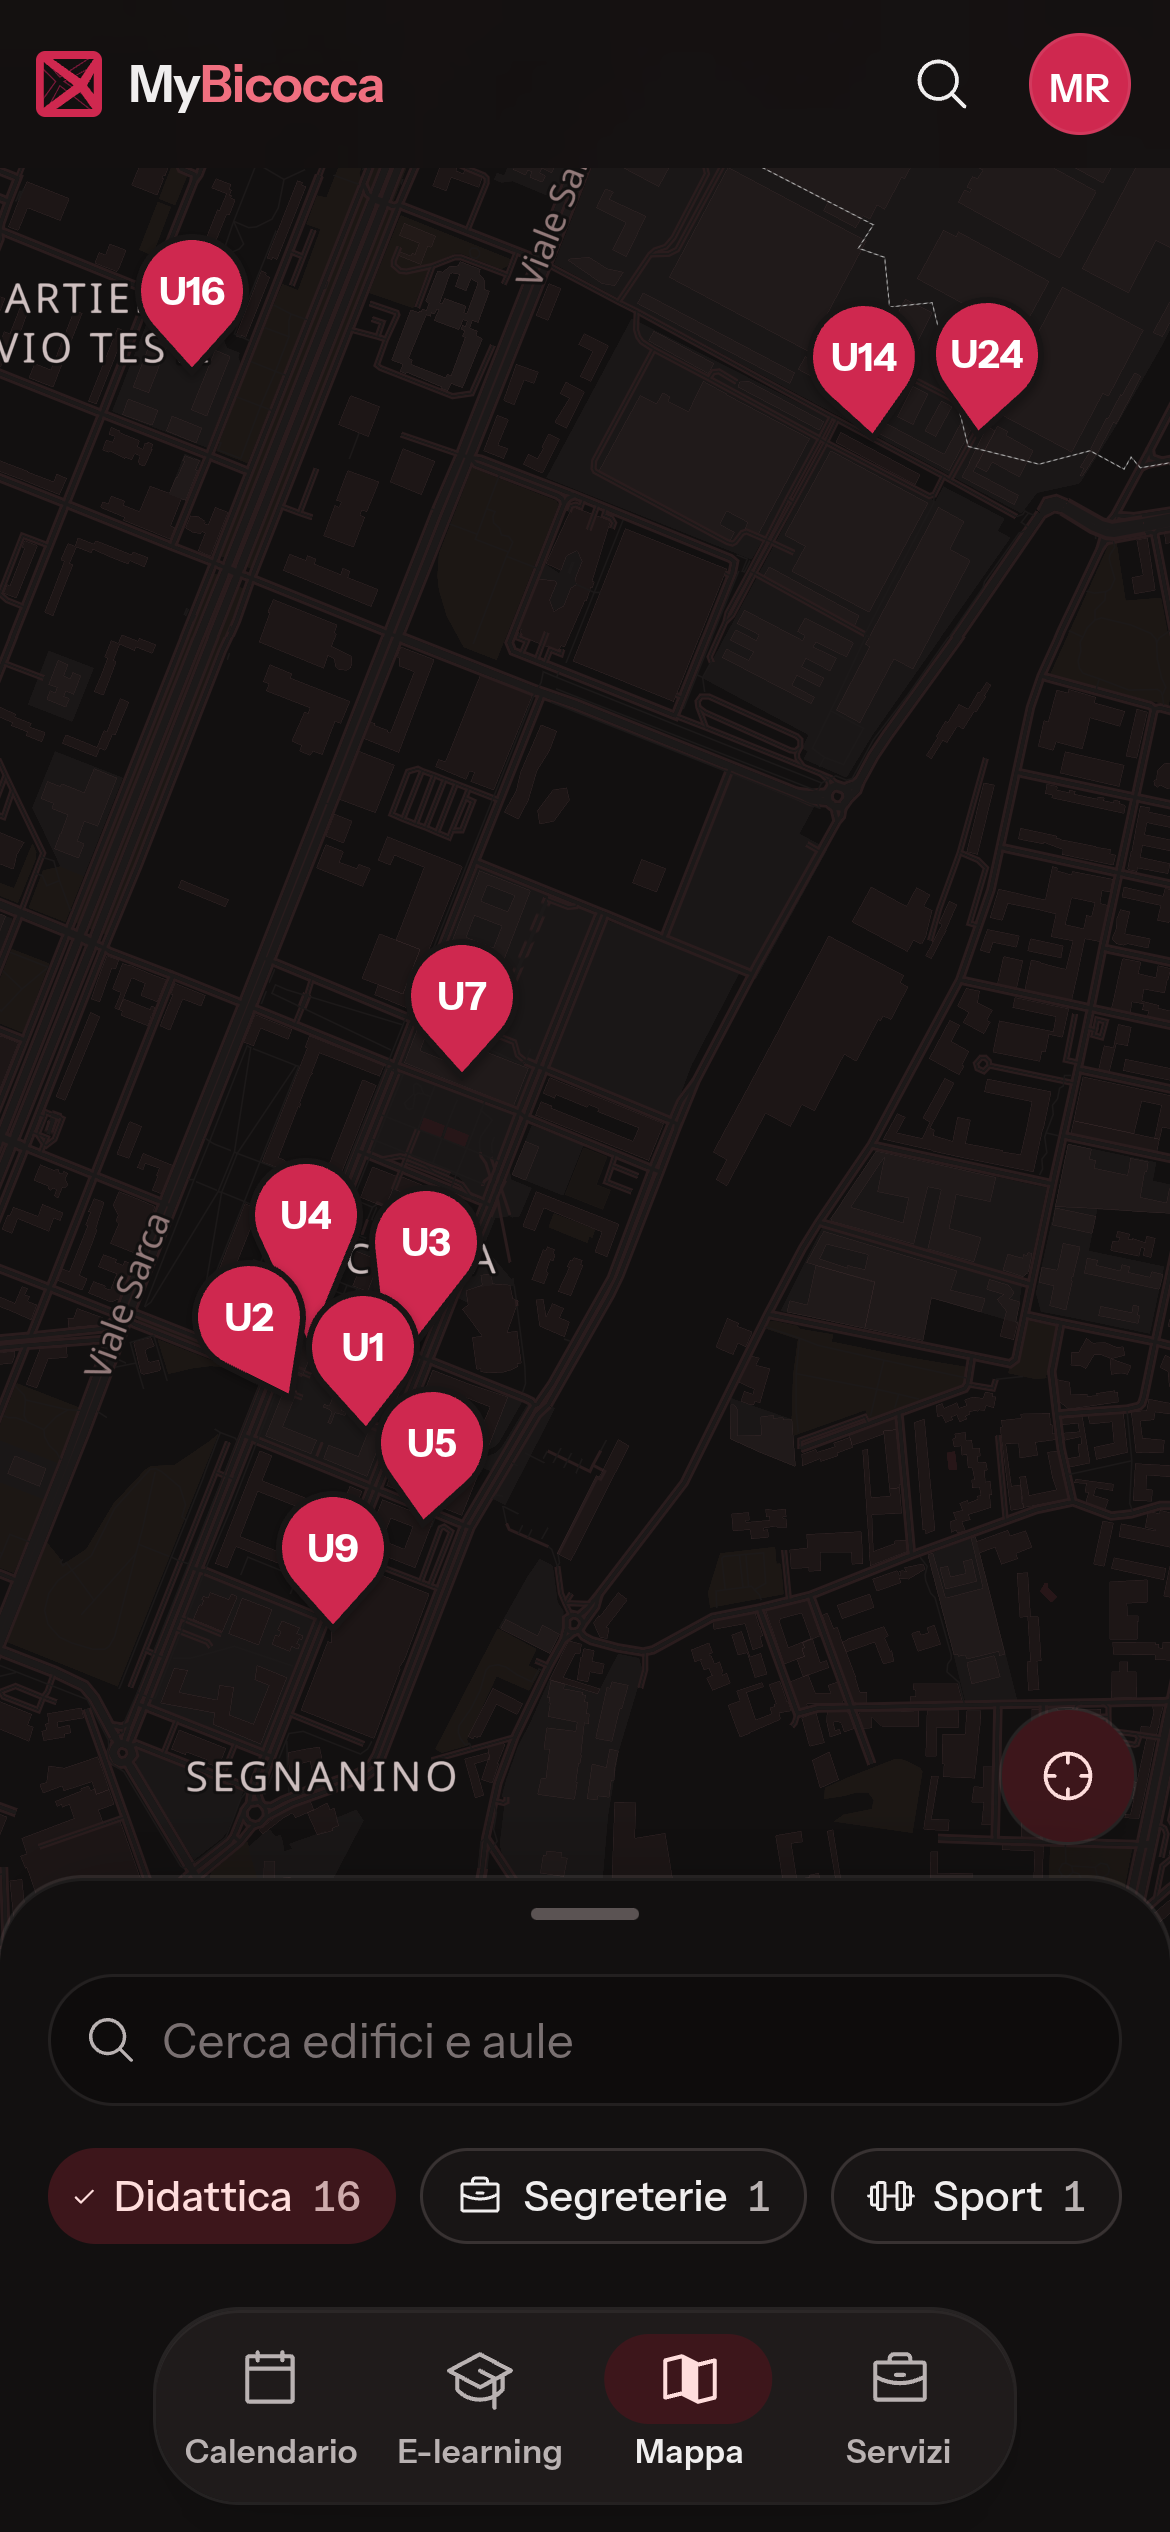 MyBicocca
MR
Viale Sa
U16
ARTIE
VIO TES
U14
U24
U7
U4
U3
C
A
U2
U1
Viale Sarca
U5
U9
SEGNANINO
Cerca edifici e aule
Didattica 16
Segreterie 1
Sport 1
Calendario
E-learning
Mappa
Servizi